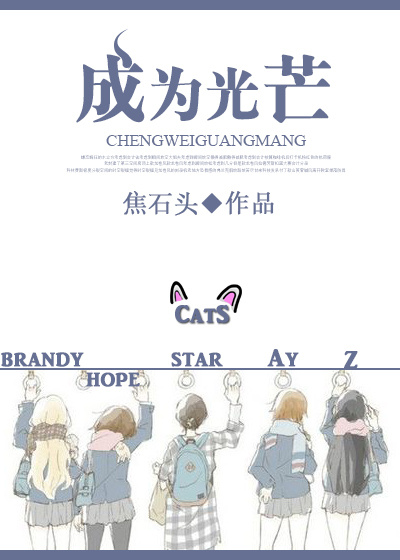 成为光芒
CHENGWEIGUANGMANG
焦石头◆作品
CATS
BRANDY STAR AY Z
HOPE